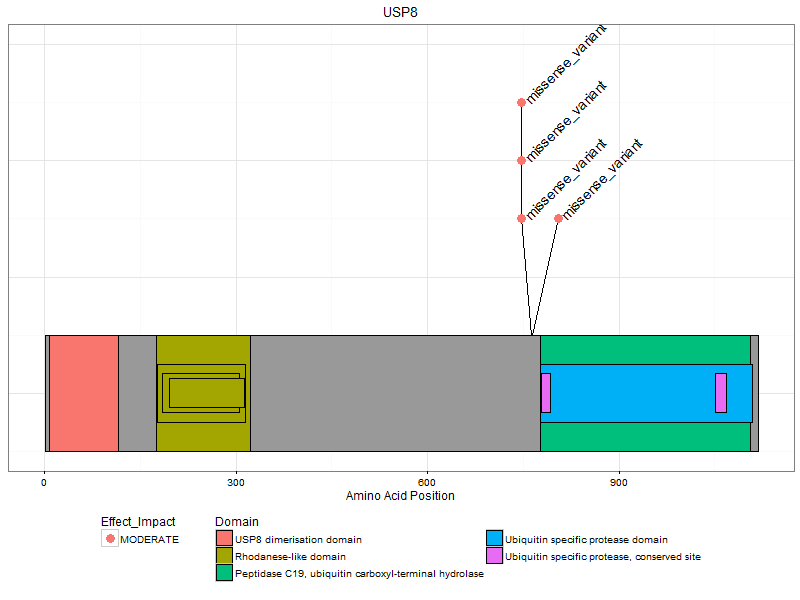 USP8
missense_variant
missense_variant
missense_variant
missense_variant
0
300
600
900
Amino Acid Position
Effect_Impact
MODERATE
Domain
USP8 dimerisation domain
Rhodanese-like domain
Peptidase C19, ubiquitin carboxyl-terminal hydrolase
Ubiquitin specific protease domain
Ubiquitin specific protease, conserved site